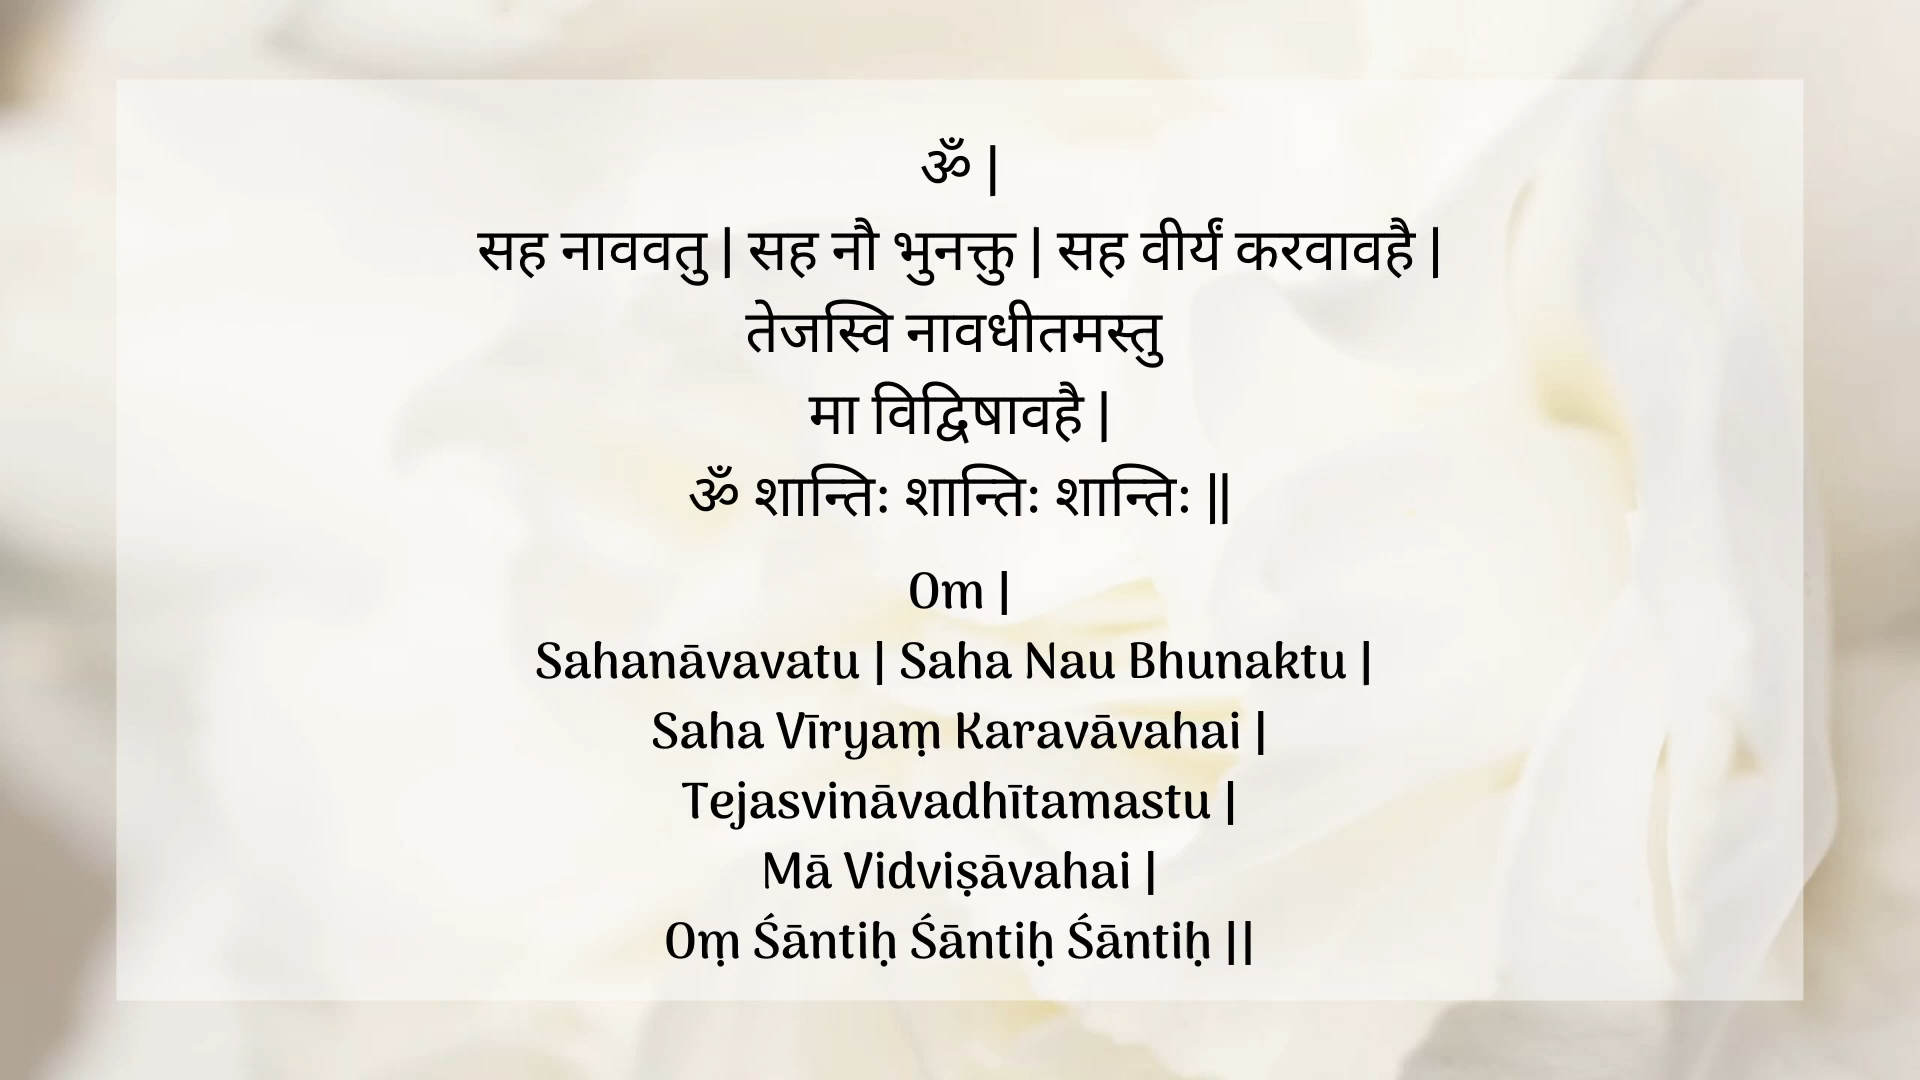 ॐ |
सह नाववतु | सह नौ भुनक्तु | सह वीर्यं करवावहै |
तेजस्वि नावधीतमस्तु
मा विद्विषावहै |
ॐ शान्तिः शान्तिः शान्तिः ||
Om |
Sahanāvavatu | Saha Nau Bhunaktu |
Saha Vīryaṃ Karavāvahai |
Tejasvināvadhītamastu |
Mā Vidviṣāvahai |
Oṃ Śāntiḥ Śāntiḥ Śāntiḥ ||